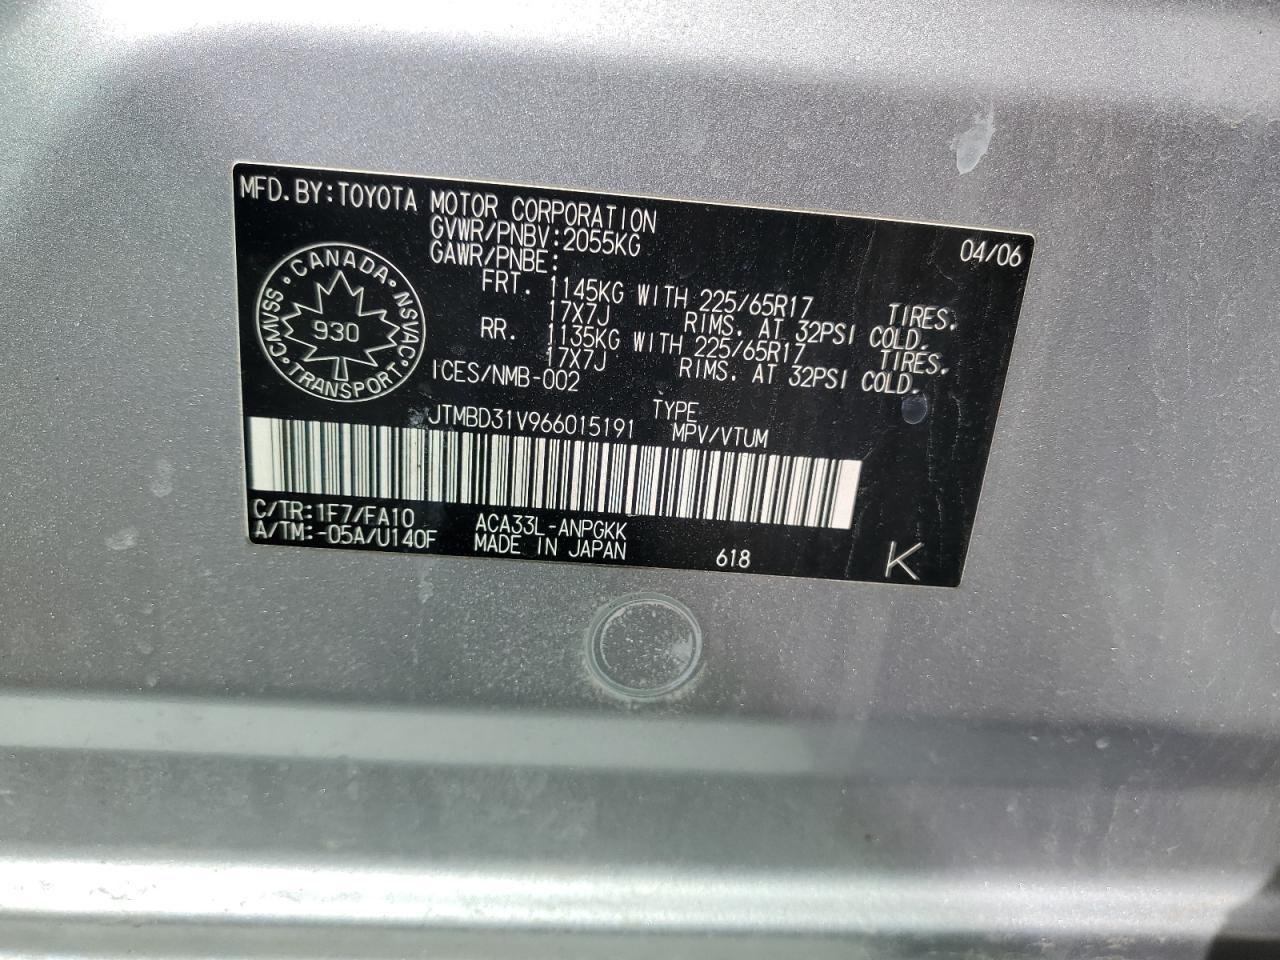 MFD. BY: TOYOTA MOTOR CORPORATION
GVWR/PNBV: 2055KG 04/06
GAWR/PNBE:
FRT. 1145KG WITH 225/65R17 TIRES.
17X7J RIMS. AT 32PSI COLD.
RR. 1135KG WITH 225/65R17 TIRES.
17X7J RIMS. AT 32PSI COLD.
ICES/NMB-002
CANADA · NSVAC · TRANSPORT · CMVSS ·
930
JTMBD31V966015191 TYPE
MPV/VTUM
C/TR: 1F7/FA10 ACA33L-ANPGKK
A/TM: -05A/U140F MADE IN JAPAN 618 K